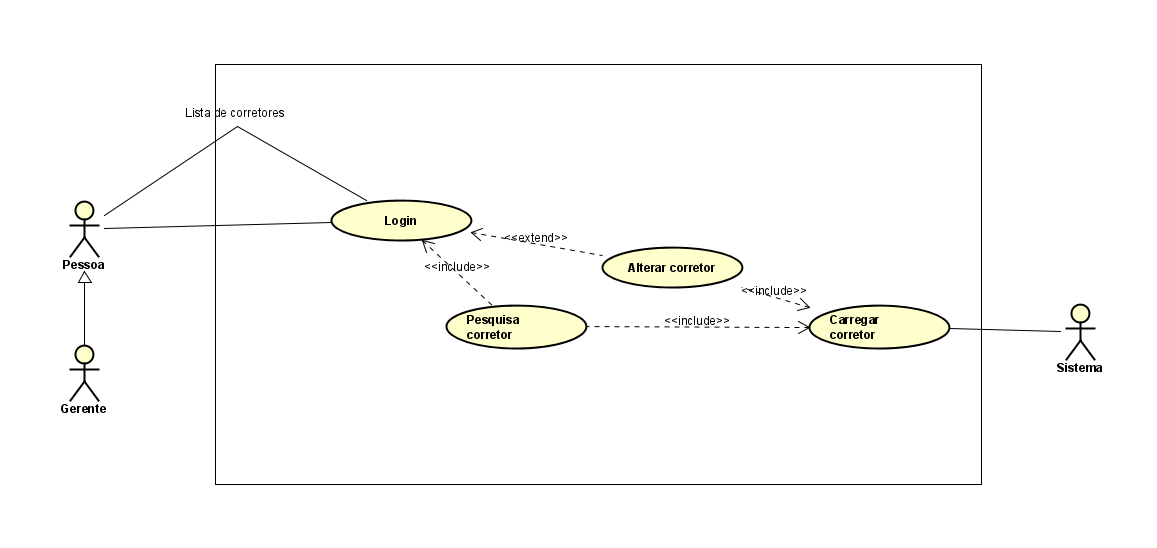 Lista de corretores
Login
<<extend>>
Pessoa
<<include>>
Alterar corretor
<<include>>
Pesquisa
corretor
<<include>>
Carregar
corretor
Sistema
Gerente